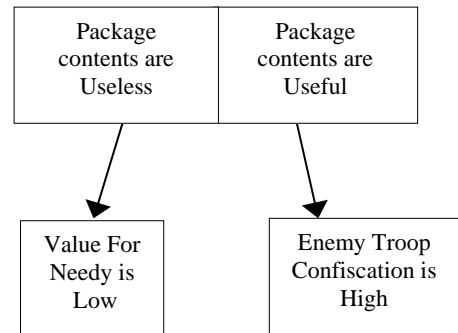 Package
contents are
Useless
Package
contents are
Useful
Value For
Needy is
Low
Enemy Troop
Confiscation is
High